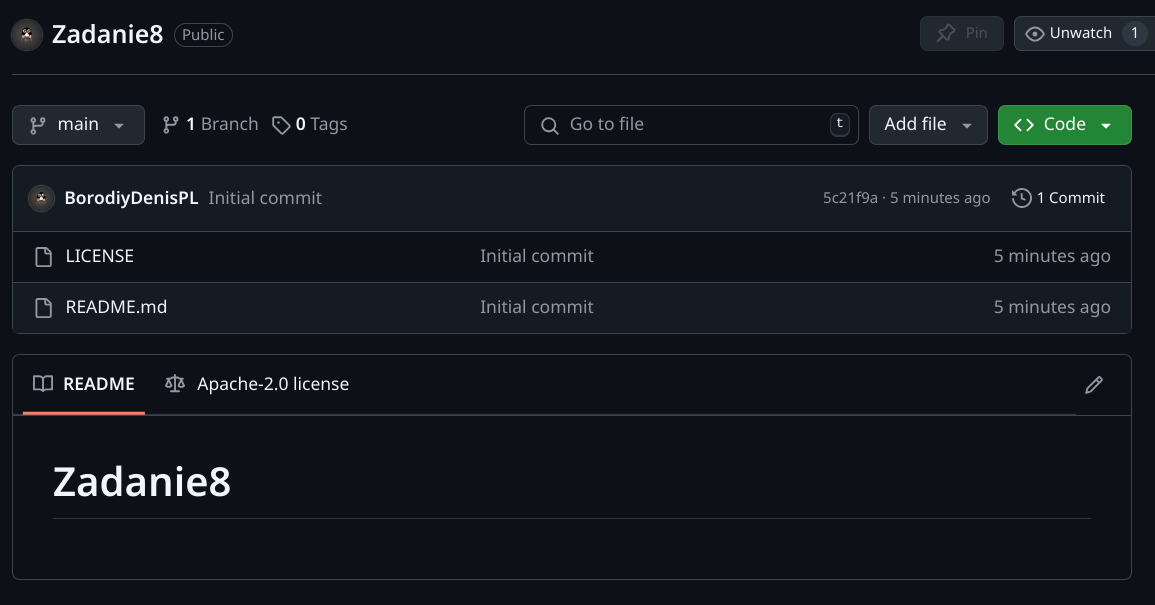 Zadanie8 Public Pin Unwatch 1
main 1 Branch 0 Tags Go to file t Add file Code
BorodiyDenisPL Initial commit 5c21f9a · 5 minutes ago 1 Commit
LICENSE Initial commit 5 minutes ago
README.md Initial commit 5 minutes ago
README Apache-2.0 license
Zadanie8